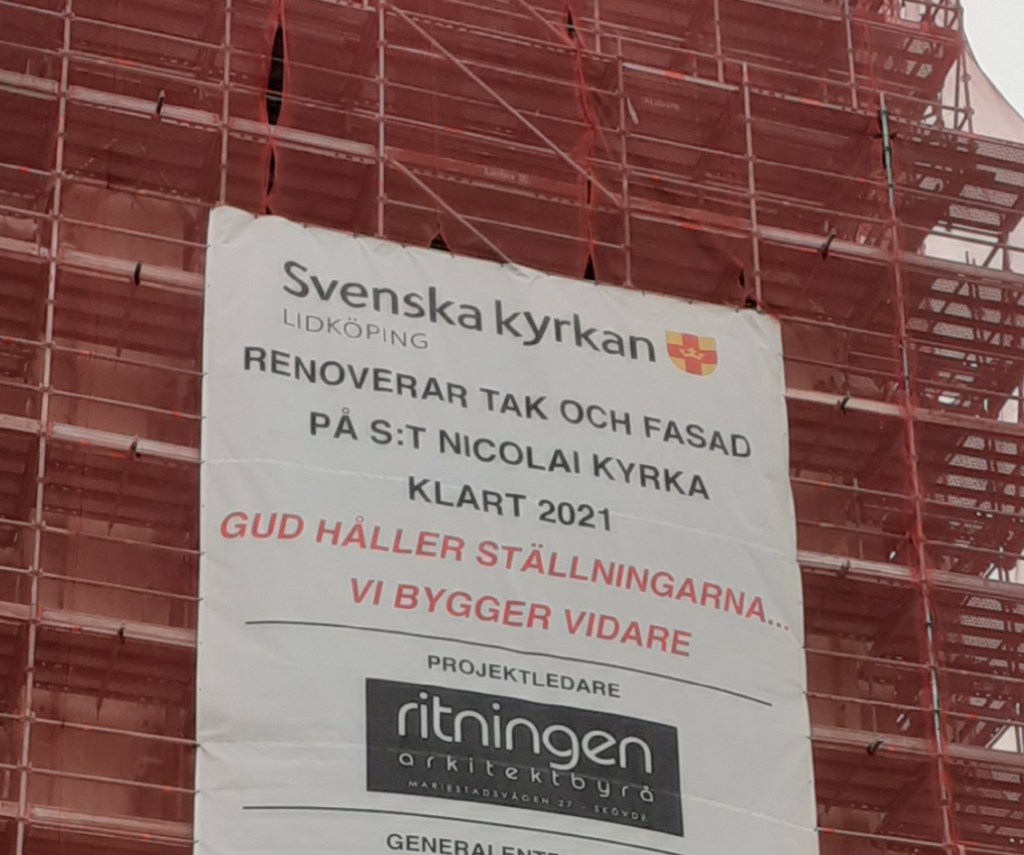 Svenska kyrkan
LIDKÖPING
RENOVERAR TAK OCH FASAD
PÅ S:T NICOLAI KYRKA
KLART 2021
GUD HÅLLER STÄLLNINGARNA...
VI BYGGER VIDARE
PROJEKTLEDARE
ritningen
arkitektbyrå
MARIESTADSVÄGEN 27 - SKÖVDE